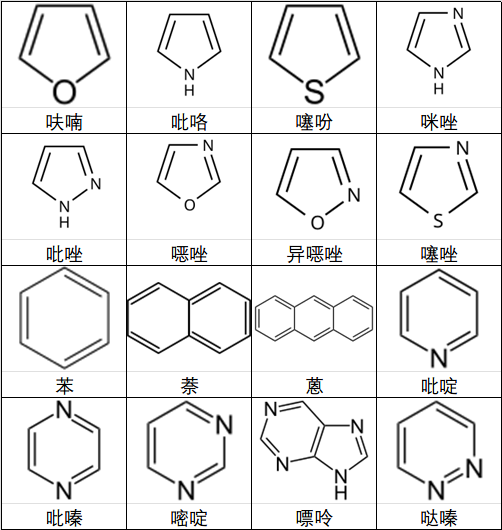 N
O N H S N H
呋喃 吡咯 噻吩 咪唑
N N
N H O O N S
吡唑 噁唑 异噁唑 噻唑
N
苯 萘 蒽 吡啶
N N N N
N N N N H N N
吡嗪 嘧啶 嘌呤 哒嗪